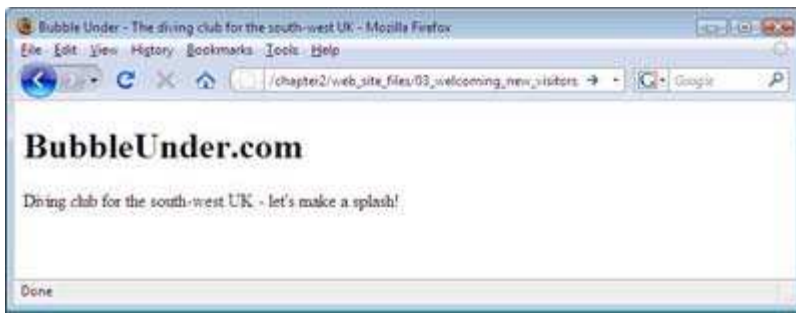 Bubble Under - The diving club for the south-west UK - Mozilla Firefox
File Edit View History Bookmarks Tools Help
/chapter2/web_site_files/03_welcoming_new_visitors
Google
BubbleUnder.com
Diving club for the south-west UK - let's make a splash!
Done